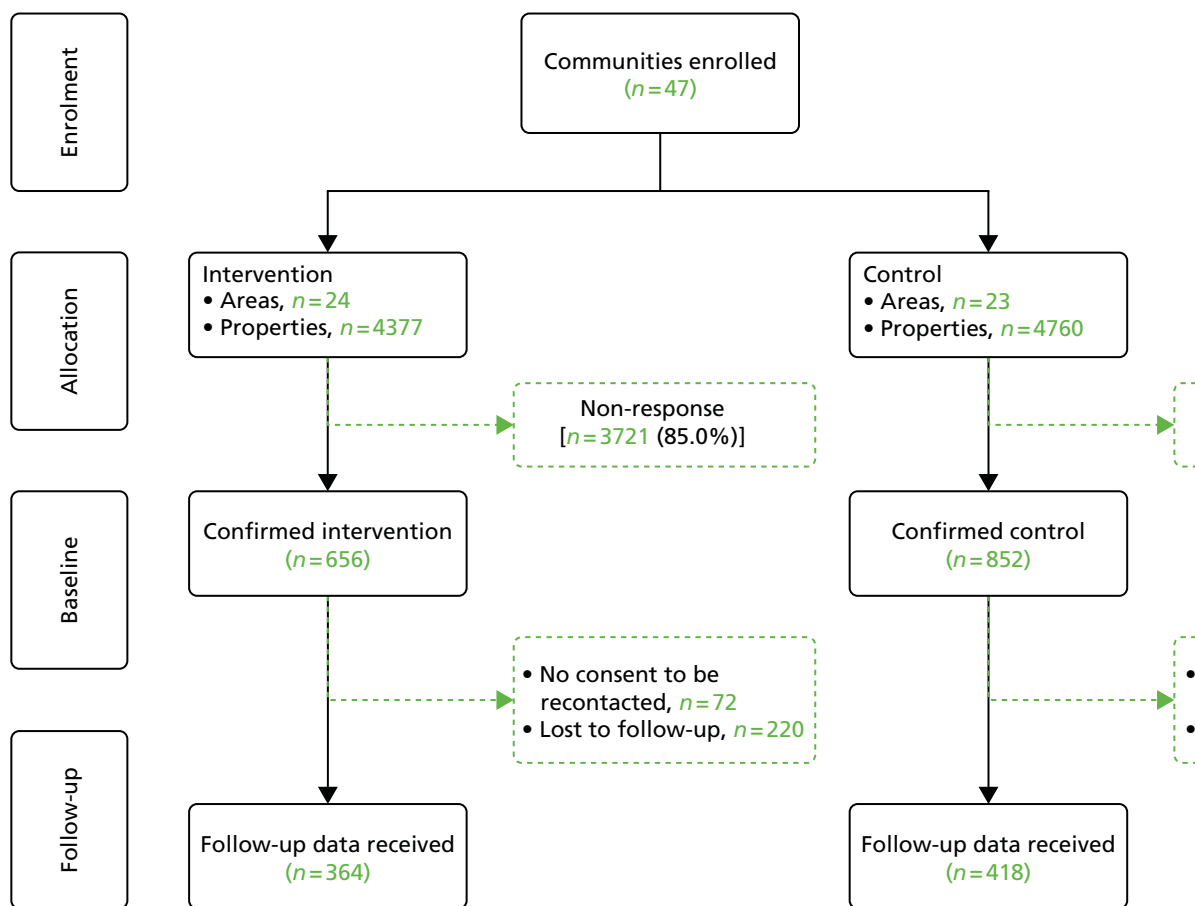 Enrolment
Communities enrolled
(n=47)
Allocation
Intervention
• Areas, n=24
• Properties, n=4377
Control
• Areas, n=23
• Properties, n=4760
Non-response
[n=3721 (85.0%)]
Baseline
Confirmed intervention
(n=656)
Confirmed control
(n=852)
• No consent to be
recontacted, n=72
• Lost to follow-up, n=220
•
•
Follow-up
Follow-up data received
(n=364)
Follow-up data received
(n=418)